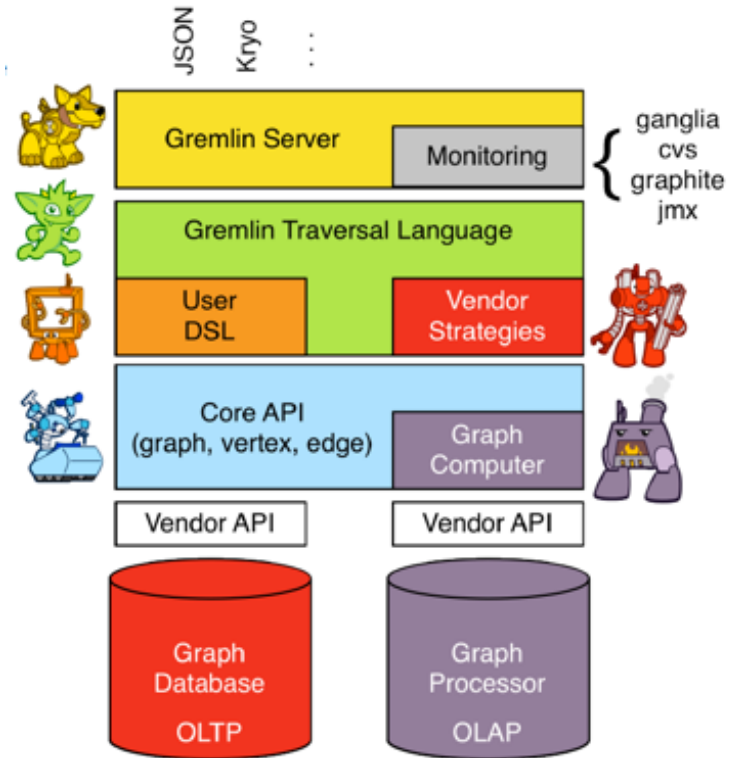 JSON
Kryo
. . .
Gremlin Server
Monitoring
ganglia
cvs
graphite
jmx
Gremlin Traversal Language
User
DSL
Vendor
Strategies
Core API
(graph, vertex, edge)
Graph
Computer
Vendor API
Vendor API
Graph
Database
OLTP
Graph
Processor
OLAP